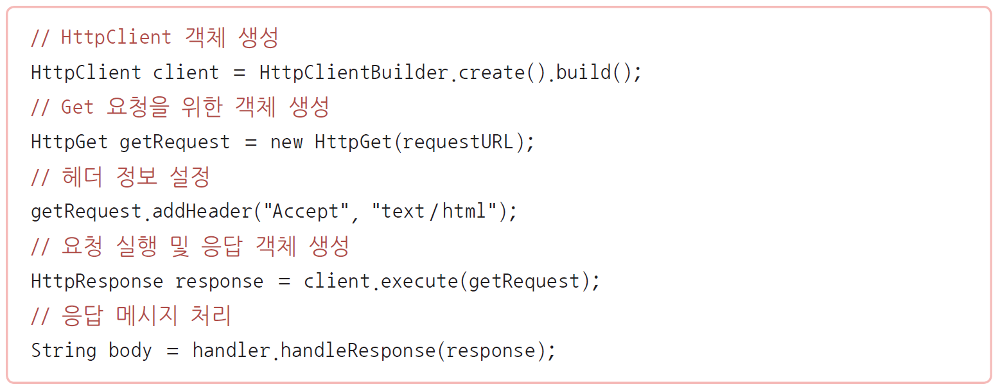 // HttpClient 객체 생성
HttpClient client = HttpClientBuilder.create().build();
// Get 요청을 위한 객체 생성
HttpGet getRequest = new HttpGet(requestURL);
// 헤더 정보 설정
getRequest.addHeader("Accept", "text/html");
// 요청 실행 및 응답 객체 생성
HttpResponse response = client.execute(getRequest);
// 응답 메시지 처리
String body = handler.handleResponse(response);